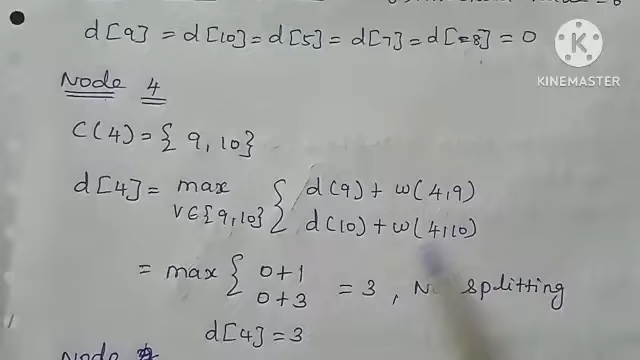 d[9] = d[10] = d[5] = d[7] = d[8] = 0
KINEMASTER
Node 4
C(4) = { 9, 10}
d[4] = max { d(9) + w(4,9)
V∈{9,10} d(10) + w(4,10)
= max { 0+1
0+3 = 3, splitting
d[4] = 3
Node